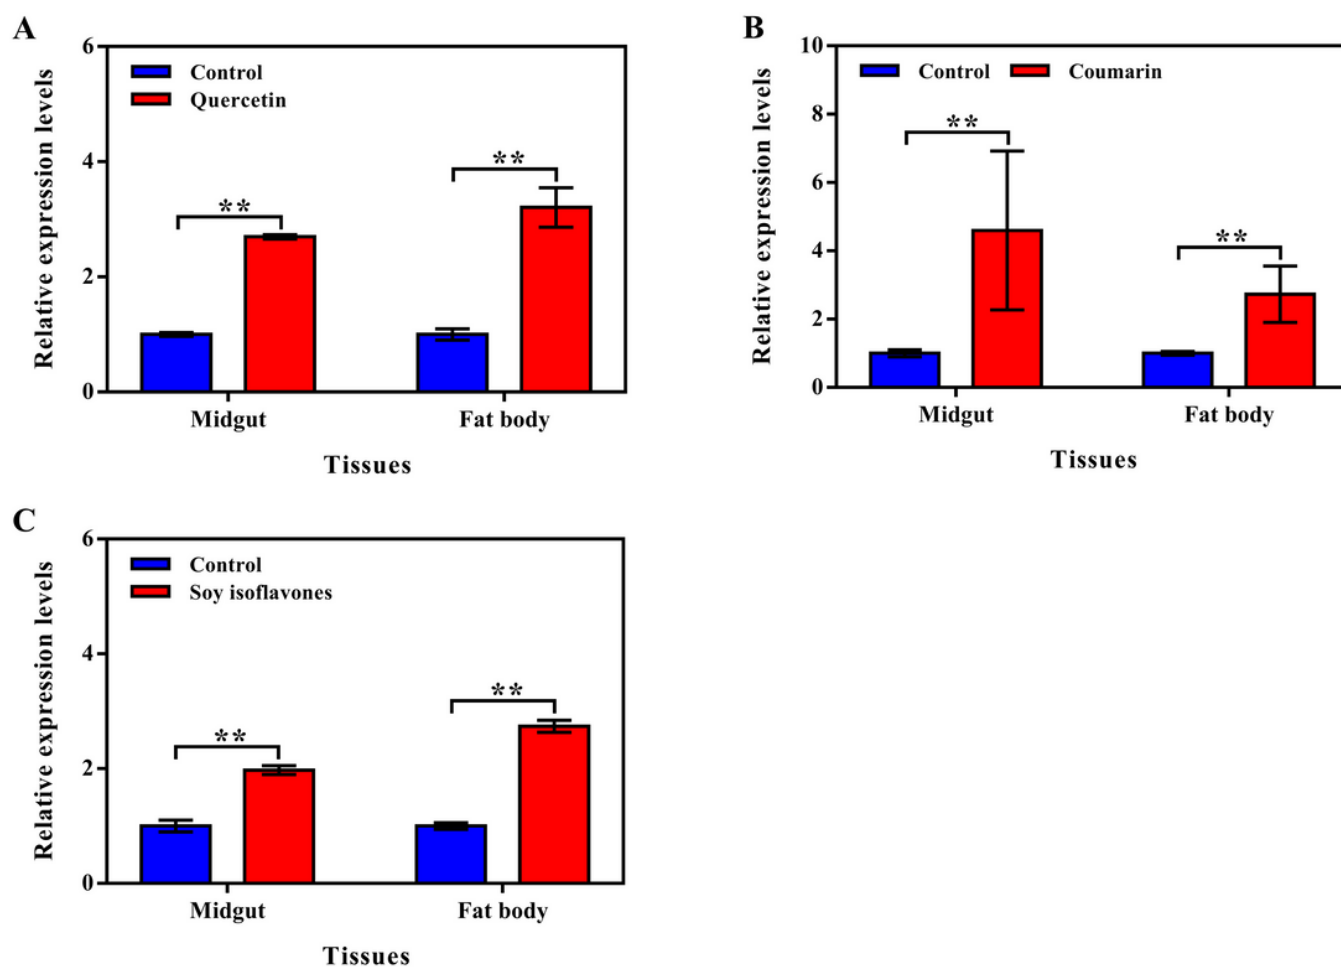 A
Relative expression levels
6
4
2
0
Control
Quercetin
**
**
Midgut
Fat body
Tissues
B
Relative expression levels
10
8
6
4
2
0
Control
Coumarin
**
**
Midgut
Fat body
Tissues
C
Relative expression levels
6
4
2
0
Control
Soy isoflavones
**
**
Midgut
Fat body
Tissues